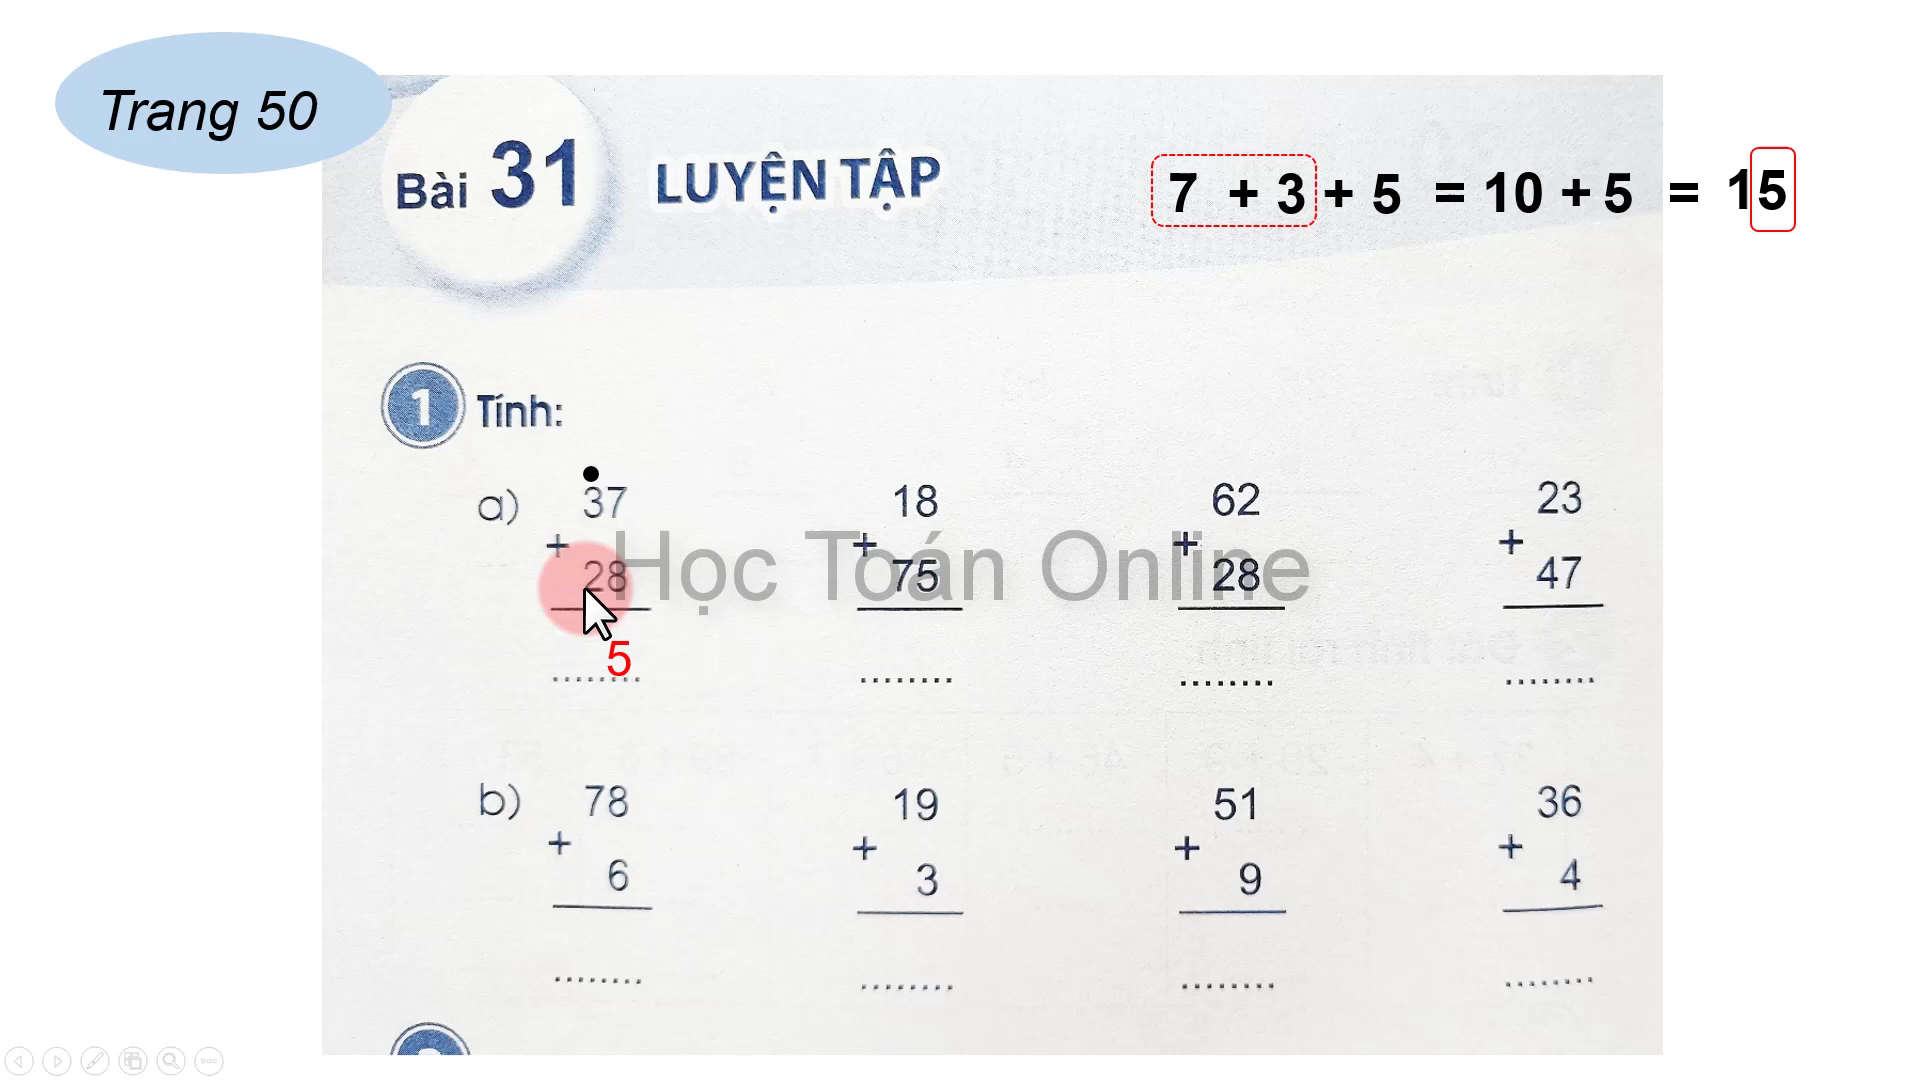 Trang 50
Bài 31 LUYỆN TẬP
7 + 3 + 5 = 10 + 5 = 15
1 Tính:
a) 37 18 62 23
+ + + +
28 75 28 47
5
........ ........ ........ ........
Học Toán Online
b) 78 19 51 36
+ + + +
6 3 9 4
........ ........ ........ ........